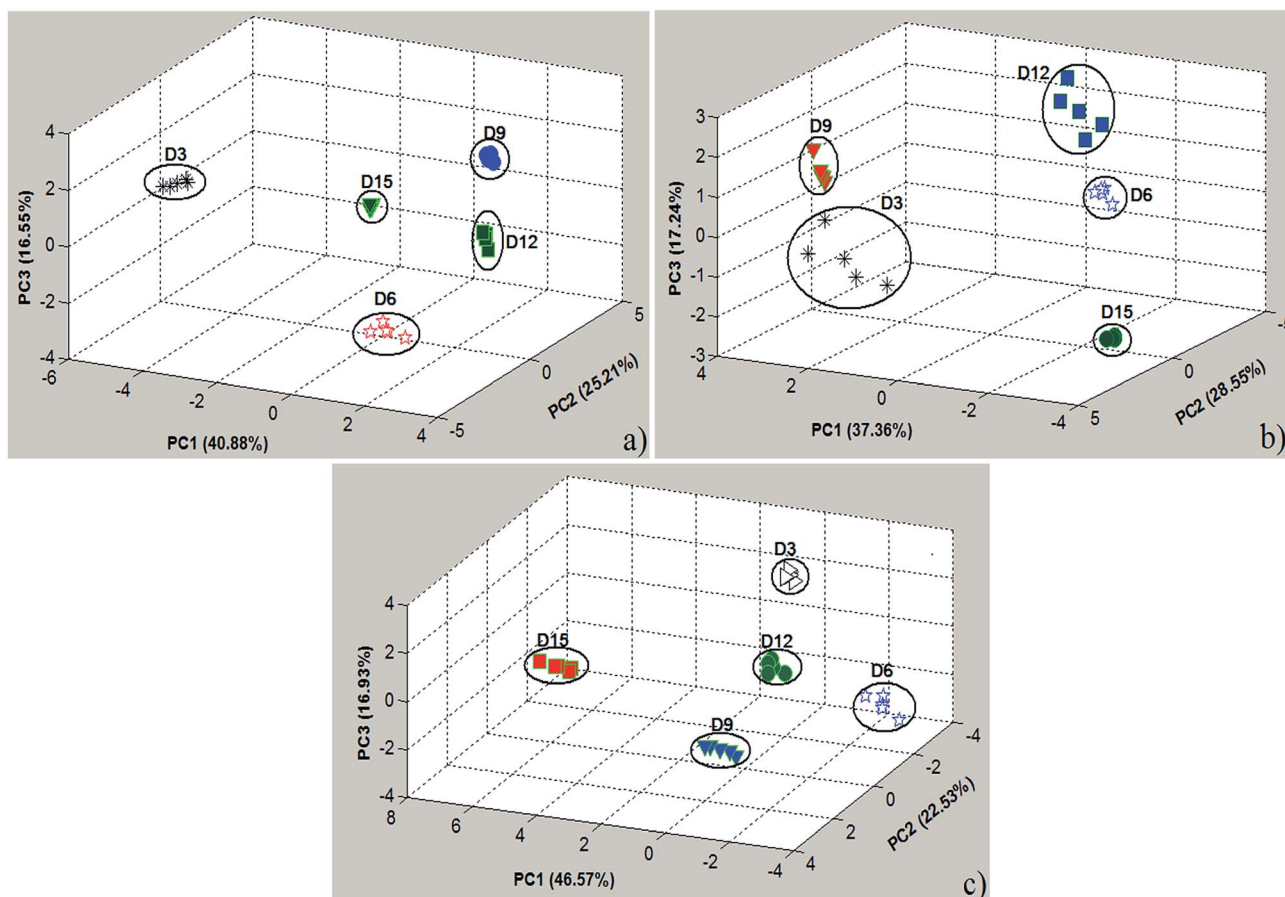 D3
D9
D15
D12
D6
4
2
0
-2
-4
PC3 (16.55%)
-6
-4
-2
0
2
4
PC1 (40.88%)
-5
0
5
PC2 (25.21%)
a)
D12
D9
D6
D3
D15
3
2
1
0
-1
-2
-3
PC3 (17.24%)
4
2
0
-2
-4
PC1 (37.36%)
5
0
PC2 (28.55%)
b)
D3
D15
D12
D6
D9
4
2
0
-2
-4
PC3 (16.93%)
8
6
4
2
0
-2
-4
PC1 (46.57%)
4
2
0
-2
-4
PC2 (22.53%)
c)